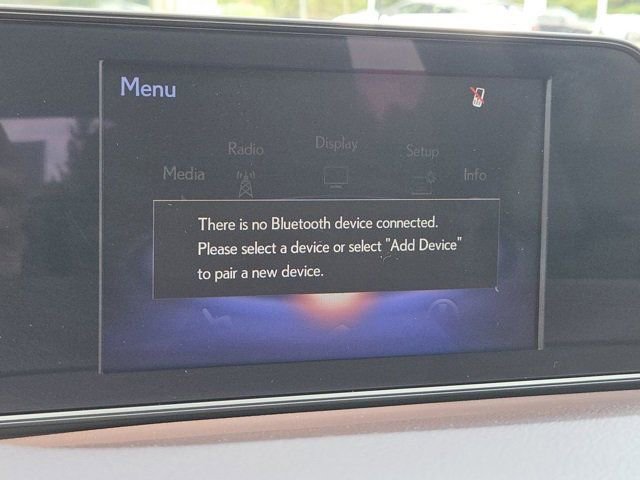 Menu
Radio
Display
Setup
Media
Info
There is no Bluetooth device connected.
Please select a device or select "Add Device"
to pair a new device.